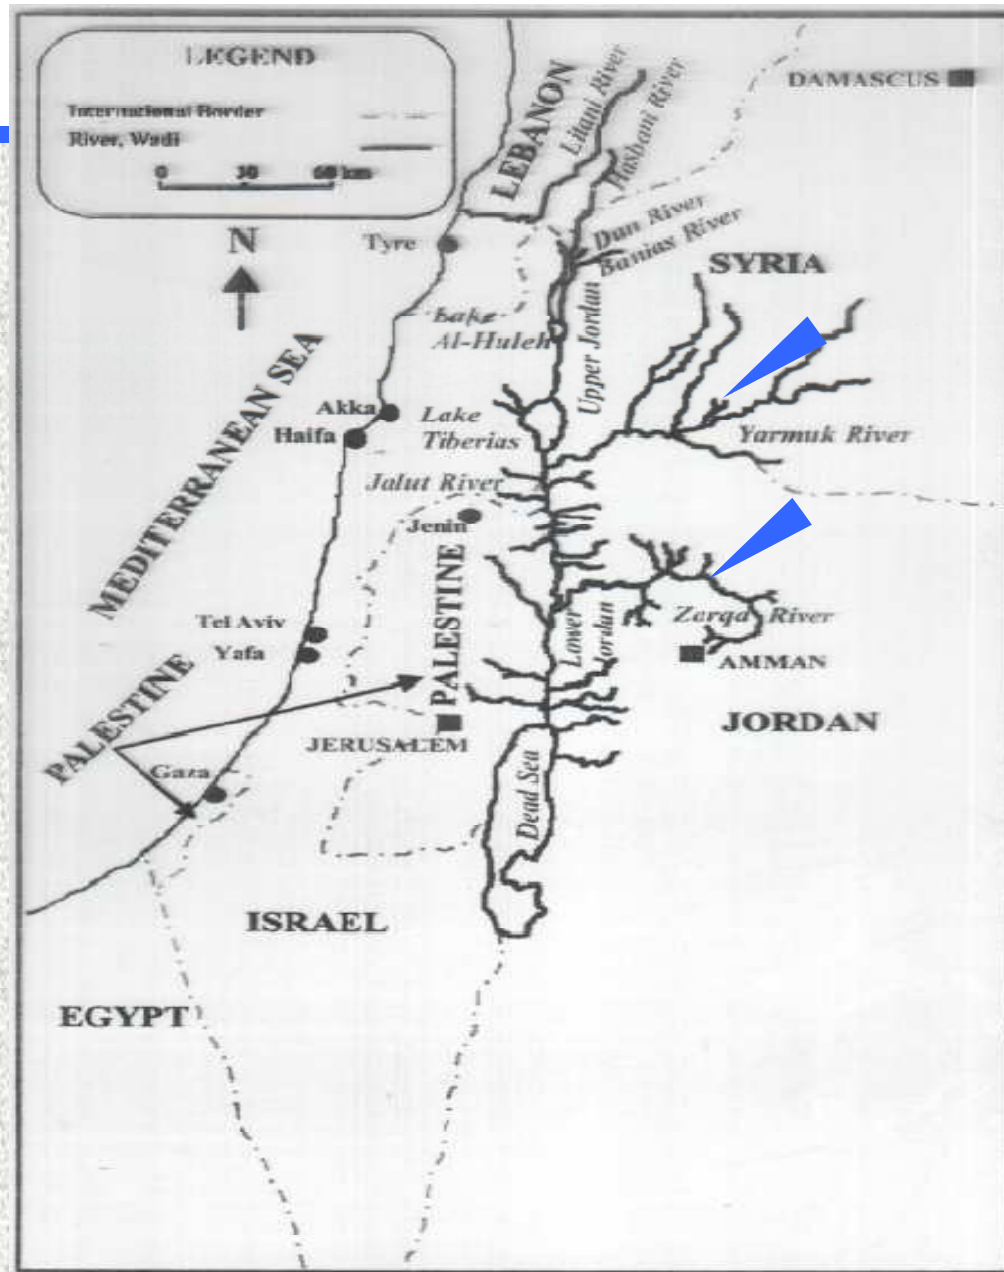 LEGEND
International Border
River, Wadi
0 30 60 km
N
DAMASCUS
LEBANON
Litani River
Hasbani River
Dan River
Banias River
Tyre
SYRIA
Lake
Al-Huleh
Upper Jordan
MEDITERRANEAN SEA
Akka
Haifa
Lake
Tiberias
Yarmuk River
Jalut River
Jenin
PALESTINE
Tel Aviv
Yafa
Lower
Jordan
Zarqa River
AMMAN
PALESTINE
JERUSALEM
JORDAN
Gaza
Dead Sea
ISRAEL
EGYPT